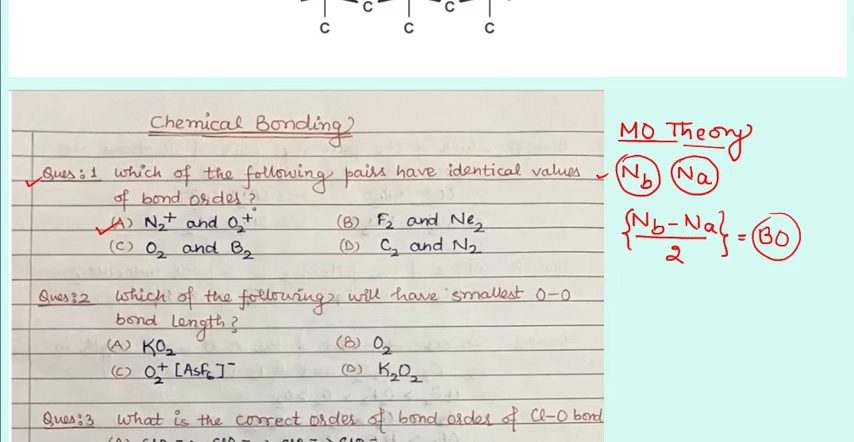 C C
C C C
Chemical Bonding
Ques:1 which of the following pairs have identical values
of bond order?
(A) N₂⁺ and O₂⁺ (B) F₂ and Ne₂
(C) O₂ and B₂ (D) C₂ and N₂
Ques:2 Which of the following will have smallest O-O
bond length?
(A) KO₂ (B) O₂
(C) O₂⁺ [AsF₆]⁻ (D) K₂O₂
Ques:3 What is the correct order of bond order of Cl-O bond
MO Theory
Nb Na
{Nb - Na / 2} = BO